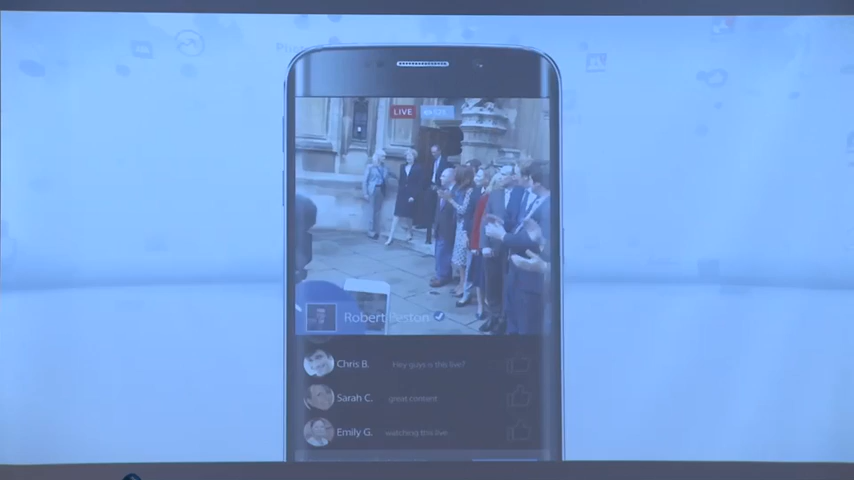 LIVE
Robert Peston
Chris B. Hey guys is this live?
Sarah C. great content
Emily G. watching this live